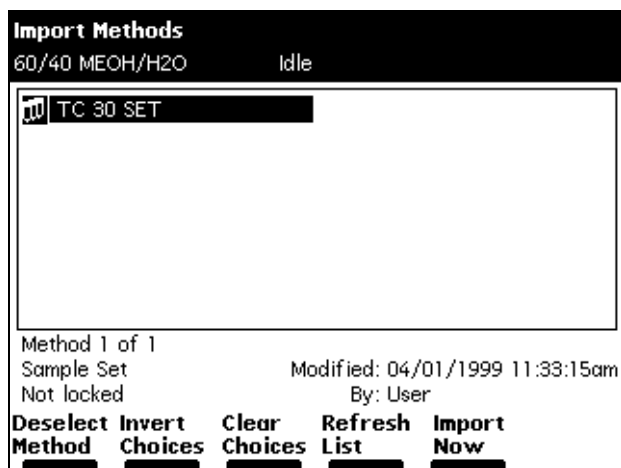 Import Methods
60/40 MEOH/H2O Idle
TC 30 SET
Method 1 of 1
Sample Set Modified: 04/01/1999 11:33:15am
Not locked By: User
Deselect Invert Clear Refresh Import
Method Choices Choices List Now